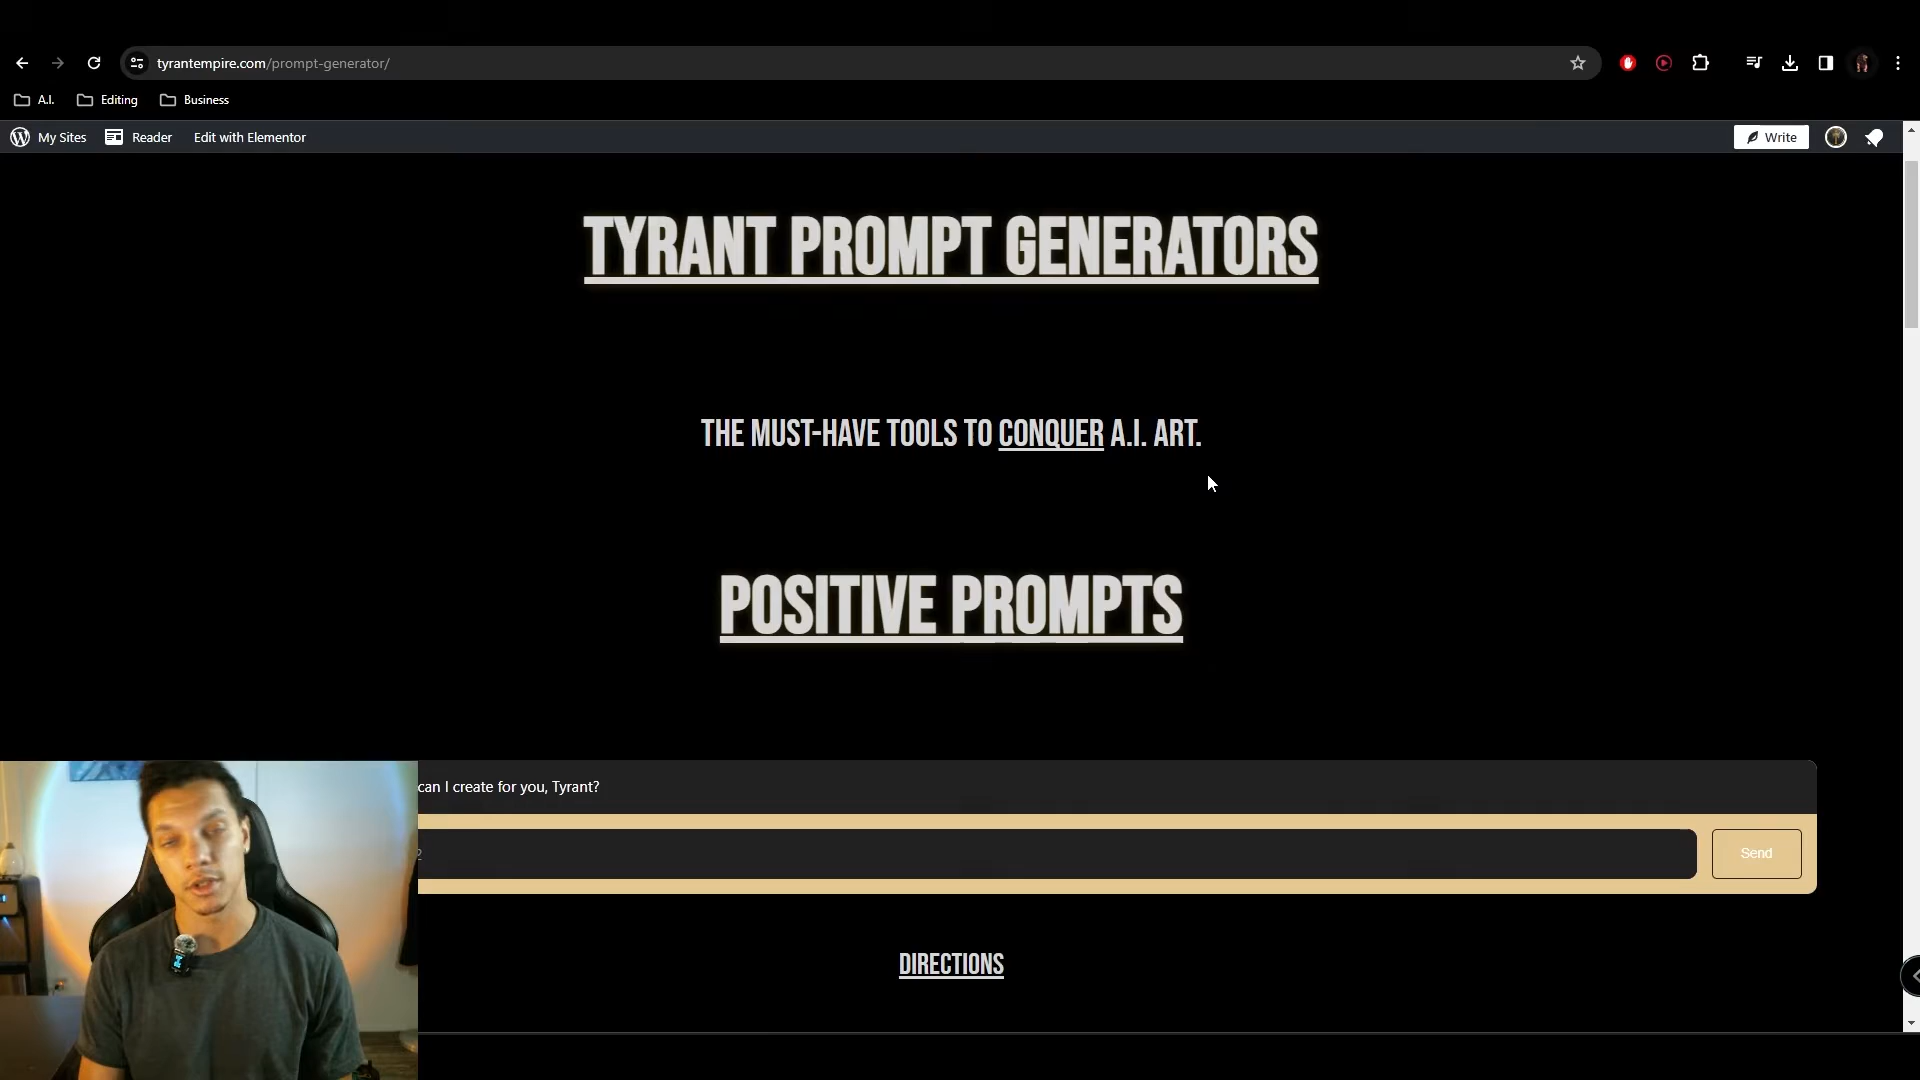 tyrantempire.com/prompt-generator/
A.I. Editing Business
My Sites Reader Edit with Elementor Write
TYRANT PROMPT GENERATORS
THE MUST-HAVE TOOLS TO CONQUER A.I. ART.
POSITIVE PROMPTS
can I create for you, Tyrant?
Send
DIRECTIONS